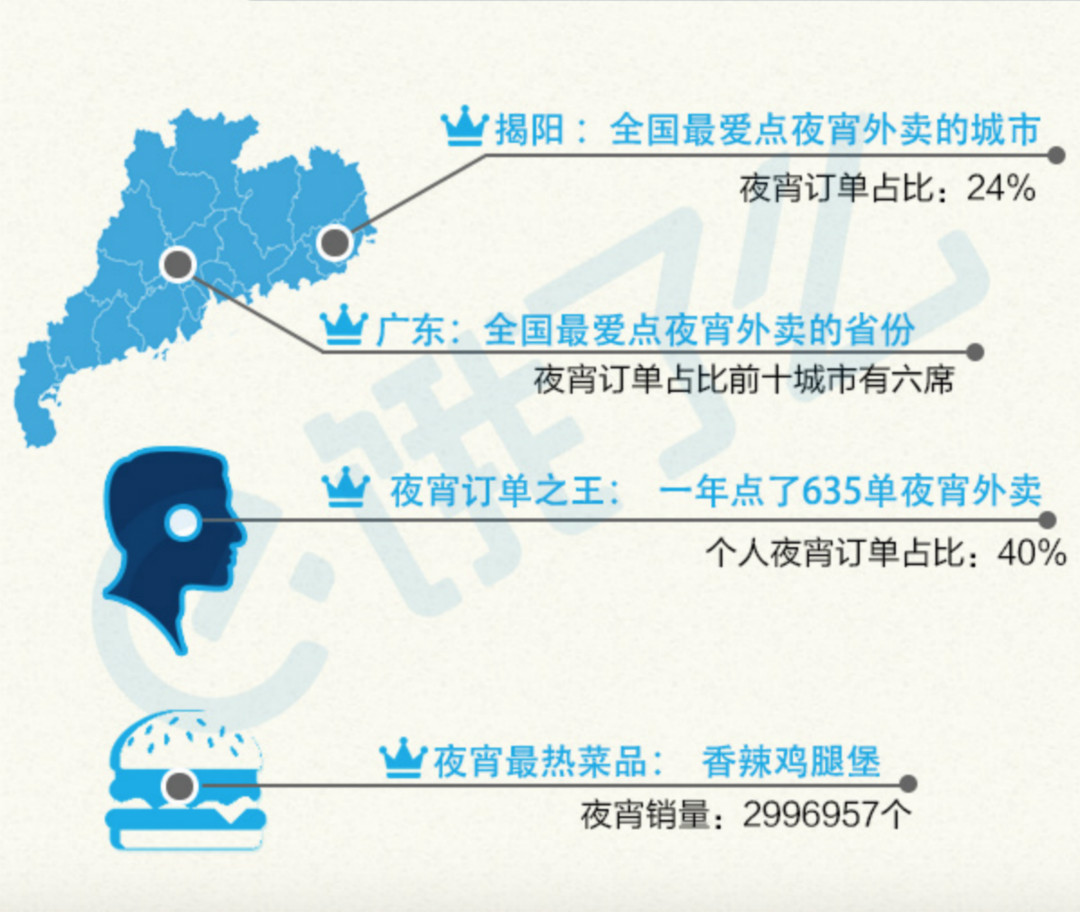 揭阳：全国最爱点夜宵外卖的城市
夜宵订单占比：24%
广东：全国最爱点夜宵外卖的省份
夜宵订单占比前十城市有六席
夜宵订单之王： 一年点了635单夜宵外卖
个人夜宵订单占比：40%
夜宵最热菜品： 香辣鸡腿堡
夜宵销量：2996957个
饿了么